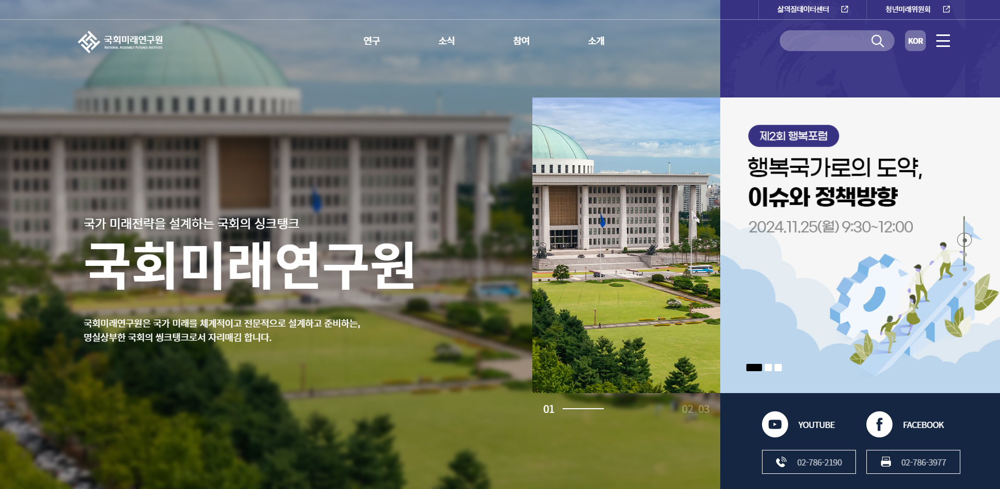 삶의질데이터센터
청년미래위원회
국회미래연구원
NATIONAL ASSEMBLY FUTURES INSTITUTE
연구
소식
참여
소개
KOR
국가 미래전략을 설계하는 국회의 싱크탱크
국회미래연구원
국회미래연구원은 국가 미래를 체계적이고 전문적으로 설계하고 준비하는,
명실상부한 국회의 씽크탱크로서 자리매김 합니다.
01
02 03
제2회 행복포럼
행복국가로의 도약,
이슈와 정책방향
2024.11.25(월) 9:30~12:00
YOUTUBE
FACEBOOK
02-786-2190
02-786-3977